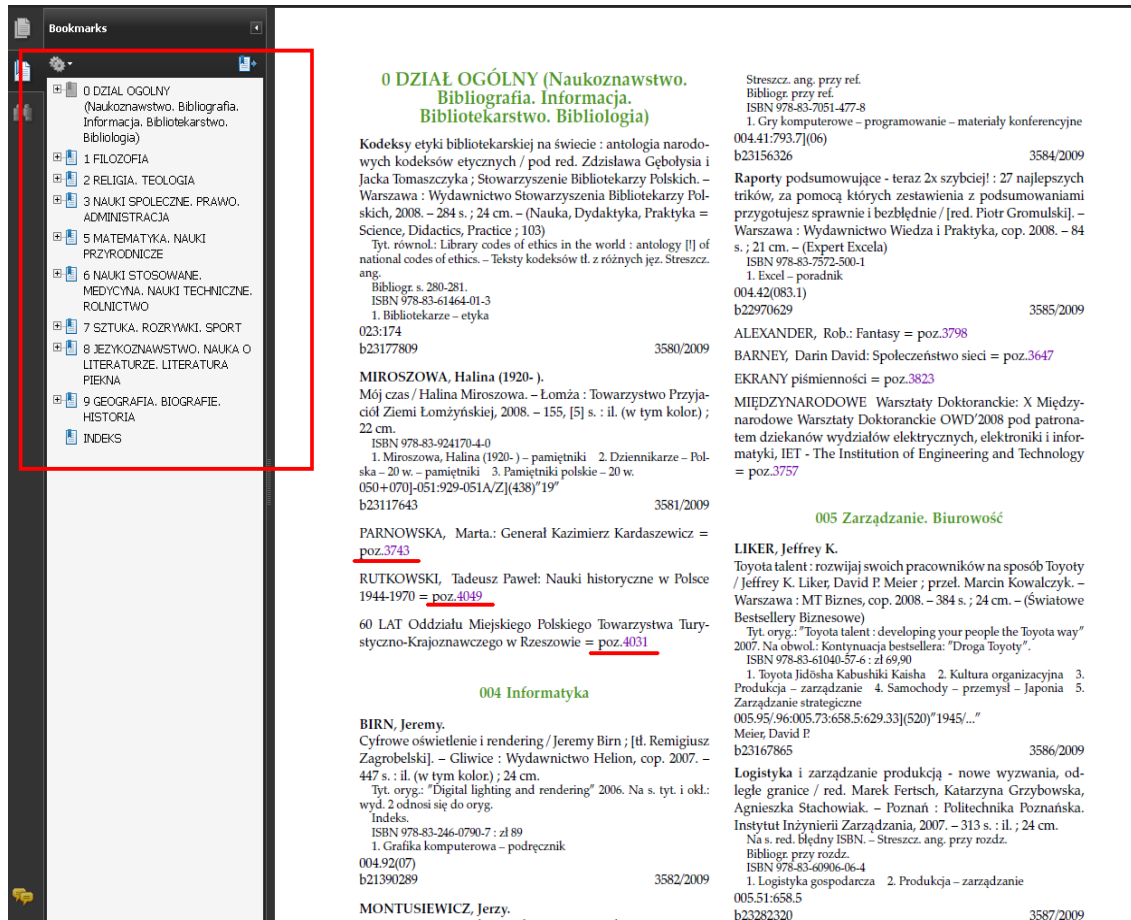 Bookmarks
0 DZIAL OGOLNY
(Naukoznawstwo. Bibliografia.
Informacja. Bibliotekarstwo.
Bibliologia)
1 FILOZOFIA
2 RELIGIA. TEOLOGIA
3 NAUKI SPOLECZNE. PRAWO.
ADMINISTRACJA
5 MATEMATYKA. NAUKI
PRZYRODNICZE
6 NAUKI STOSOWANE.
MEDYCYNA. NAUKI TECHNICZNE.
ROLNICTWO
7 SZTUKA. ROZRYWKI. SPORT
8 JEZYKOZNAWSTWO. NAUKA O
LITERATURZE. LITERATURA
PIEKNA
9 GEOGRAFIA. BIOGRAFIE.
HISTORIA
INDEKS
0 DZIAŁ OGÓLNY (Naukoznawstwo.
Bibliografia. Informacja.
Bibliotekarstwo. Bibliologia)
Kodeksy etyki bibliotekarskiej na świecie : antologia narodo-
wych kodeksów etycznych / pod red. Zdzisława Gębołysia i
Jacka Tomaszczyka ; Stowarzyszenie Bibliotekarzy Polskich. –
Warszawa : Wydawnictwo Stowarzyszenia Bibliotekarzy Pol-
skich, 2008. – 284 s. ; 24 cm. – (Nauka, Dydaktyka, Praktyka =
Science, Didactics, Practice ; 103)
Tyt. równol.: Library codes of ethics in the world : antology [!] of
national codes of ethics. – Teksty kodeksów tł. z różnych jęz. Streszcz.
ang.
Bibliogr. s. 280-281.
ISBN 978-83-61464-01-3
1. Bibliotekarze – etyka
023:174
b23177809 3580/2009
MIROSZOWA, Halina (1920- ).
Mój czas / Halina Miroszowa. – Łomża : Towarzystwo Przyja-
ciół Ziemi Łomżyńskiej, 2008. – 155, [5] s. : il. (w tym kolor.) ;
22 cm.
ISBN 978-83-924170-4-0
1. Miroszowa, Halina (1920- ) – pamiętniki 2. Dziennikarze – Pol-
ska – 20 w. – pamiętniki 3. Pamiętniki polskie – 20 w.
050+070]-051:929-051A/Z](438)"19"
b23117643 3581/2009
PARNOWSKA, Marta.: Generał Kazimierz Kardaszewicz =
poz.3743
RUTKOWSKI, Tadeusz Paweł: Nauki historyczne w Polsce
1944-1970 = poz.4049
60 LAT Oddziału Miejskiego Polskiego Towarzystwa Tury-
styczno-Krajoznawczego w Rzeszowie = poz.4031
004 Informatyka
BIRN, Jeremy.
Cyfrowe oświetlenie i rendering / Jeremy Birn ; [tł. Remigiusz
Zagrobelski]. – Gliwice : Wydawnictwo Helion, cop. 2007. –
447 s. : il. (w tym kolor.) ; 24 cm.
Tyt. oryg.: "Digital lighting and rendering" 2006. Na s. tyt. i okł.:
wyd. 2 odnosi się do oryg.
Indeks.
ISBN 978-83-246-0790-7 : zł 89
1. Grafika komputerowa – podręcznik
004.92(07)
b21390289 3582/2009
MONTUSIEWICZ, Jerzy.
Streszcz. ang. przy ref.
Bibliogr. przy ref.
ISBN 978-83-7051-477-8
1. Gry komputerowe – programowanie – materiały konferencyjne
004.41:793.7](06)
b23156326 3584/2009
Raporty podsumowujące - teraz 2x szybciej! : 27 najlepszych
trików, za pomocą których zestawienia z podsumowaniami
przygotujesz sprawnie i bezbłędnie / [red. Piotr Gromulski]. –
Warszawa : Wydawnictwo Wiedza i Praktyka, cop. 2008. – 84
s. ; 21 cm. – (Expert Excela)
ISBN 978-83-7572-500-1
1. Excel – poradnik
004.42(083.1)
b22970629 3585/2009
ALEXANDER, Rob.: Fantasy = poz.3798
BARNEY, Darin David: Społeczeństwo sieci = poz.3647
EKRANY piśmienności = poz.3823
MIĘDZYNARODOWE Warsztaty Doktoranckie: X Między-
narodowe Warsztaty Doktoranckie OWD'2008 pod patrona-
tem dziekanów wydziałów elektrycznych, elektroniki i infor-
matyki, IET - The Institution of Engineering and Technology
= poz.3757
005 Zarządzanie. Biurowość
LIKER, Jeffrey K.
Toyota talent : rozwijaj swoich pracowników na sposób Toyoty
/ Jeffrey K. Liker, David P. Meier ; przeł. Marcin Kowalczyk. –
Warszawa : MT Biznes, cop. 2008. – 384 s. ; 24 cm. – (Światowe
Bestsellery Biznesowe)
Tyt. oryg.: "Toyota talent : developing your people the Toyota way"
2007. Na obwol.: Kontynuacja bestsellera: "Droga Toyoty".
ISBN 978-83-61040-57-6 : zł 69,90
1. Toyota Jidōsha Kabushiki Kaisha 2. Kultura organizacyjna 3.
Produkcja – zarządzanie 4. Samochody – przemysł – Japonia 5.
Zarządzanie strategiczne
005.95/.96:005.73:658.5:629.33](520)"1945/..."
Meier, David P.
b23167865 3586/2009
Logistyka i zarządzanie produkcją - nowe wyzwania, od-
ległe granice / red. Marek Fertsch, Katarzyna Grzybowska,
Agnieszka Stachowiak. – Poznań : Politechnika Poznańska.
Instytut Inżynierii Zarządzania, 2007. – 313 s. : il. ; 24 cm.
Na s. red. błędny ISBN. – Streszcz. ang. przy rozdz.
Bibliogr. przy rozdz.
ISBN 978-83-60906-06-4
1. Logistyka gospodarcza 2. Produkcja – zarządzanie
005.51:658.5
b23282320 3587/2009